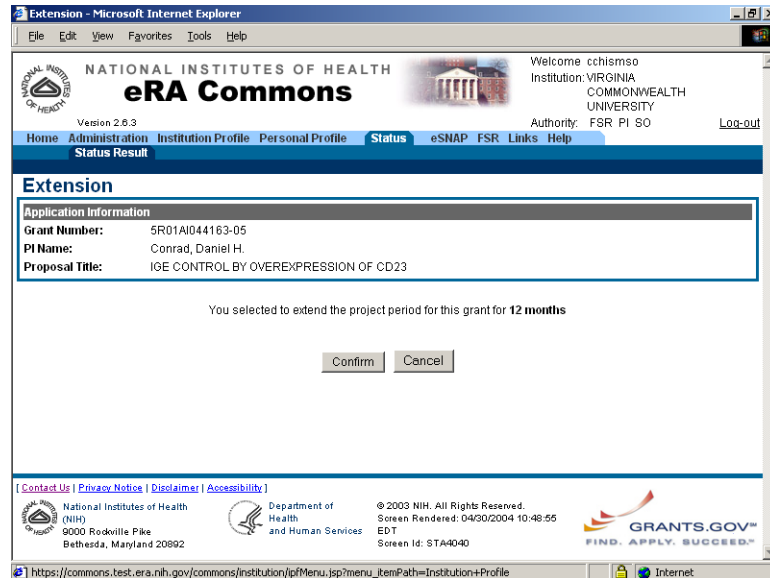 Extension - Microsoft Internet Explorer
File Edit View Favorites Tools Help
NATIONAL INSTITUTES OF HEALTH
eRA Commons
Version 2.6.3
Welcome cchismso
Institution: VIRGINIA
COMMONWEALTH
UNIVERSITY
Authority: FSR PI SO
Log-out
Home Administration Institution Profile Personal Profile Status eSNAP FSR Links Help
Status Result
Extension
Application Information
Grant Number: 5R01AI044163-05
PI Name: Conrad, Daniel H.
Proposal Title: IGE CONTROL BY OVEREXPRESSION OF CD23
You selected to extend the project period for this grant for 12 months
Confirm Cancel
[ Contact Us | Privacy Notice | Disclaimer | Accessibility ]
National Institutes of Health
(NIH)
9000 Rockville Pike
Bethesda, Maryland 20892
Department of
Health
and Human Services
© 2003 NIH. All Rights Reserved.
Screen Rendered: 04/30/2004 10:48:55
EDT
Screen Id: STA4040
GRANTS.GOV℠
FIND. APPLY. SUCCEED.℠
https://commons.test.era.nih.gov/commons/institution/ipfMenu.jsp?menu_itemPath=Institution+Profile
Internet